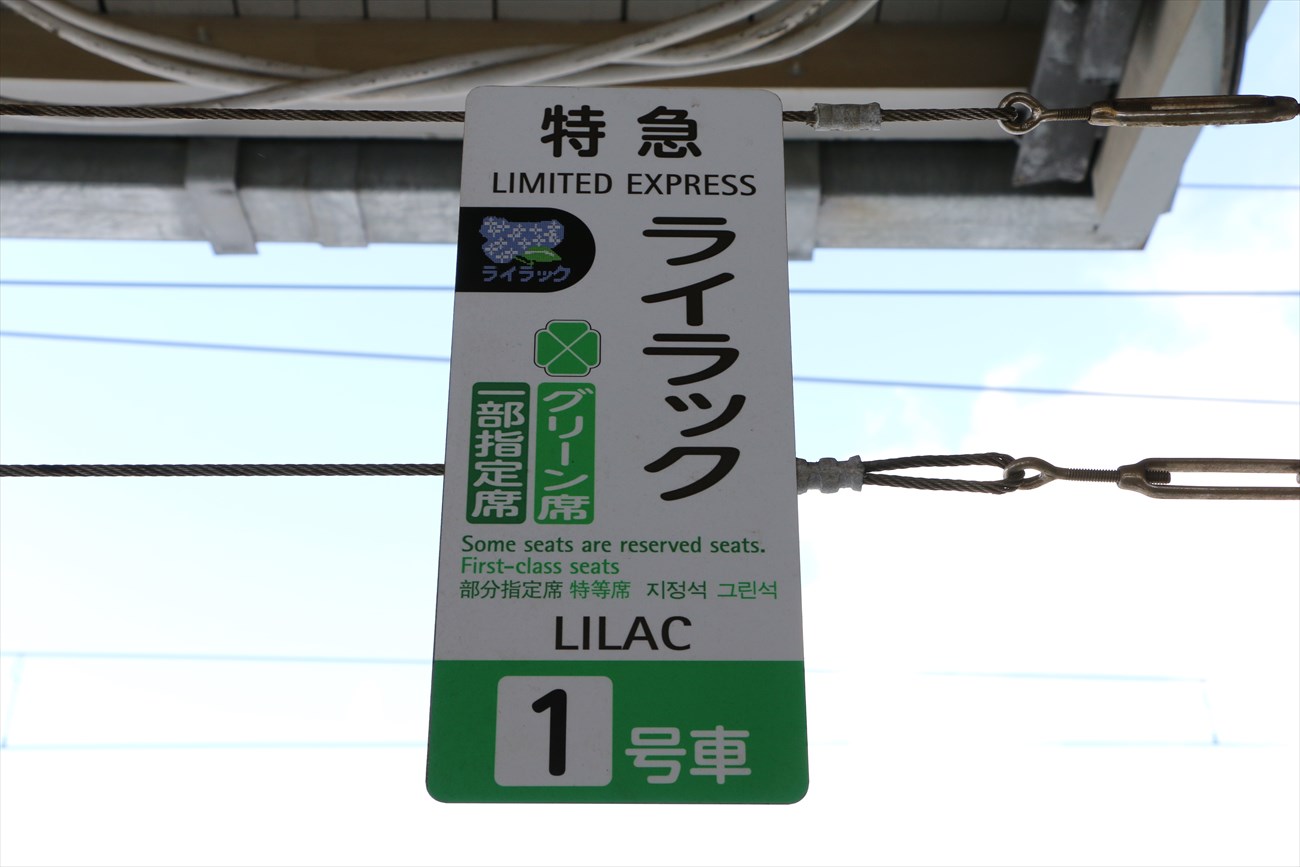 特急
LIMITED EXPRESS
ライラック
ライラック
グリーン席
一部指定席
Some seats are reserved seats.
First-class seats
部分指定席 特等席 지정석 그린석
LILAC
1号車